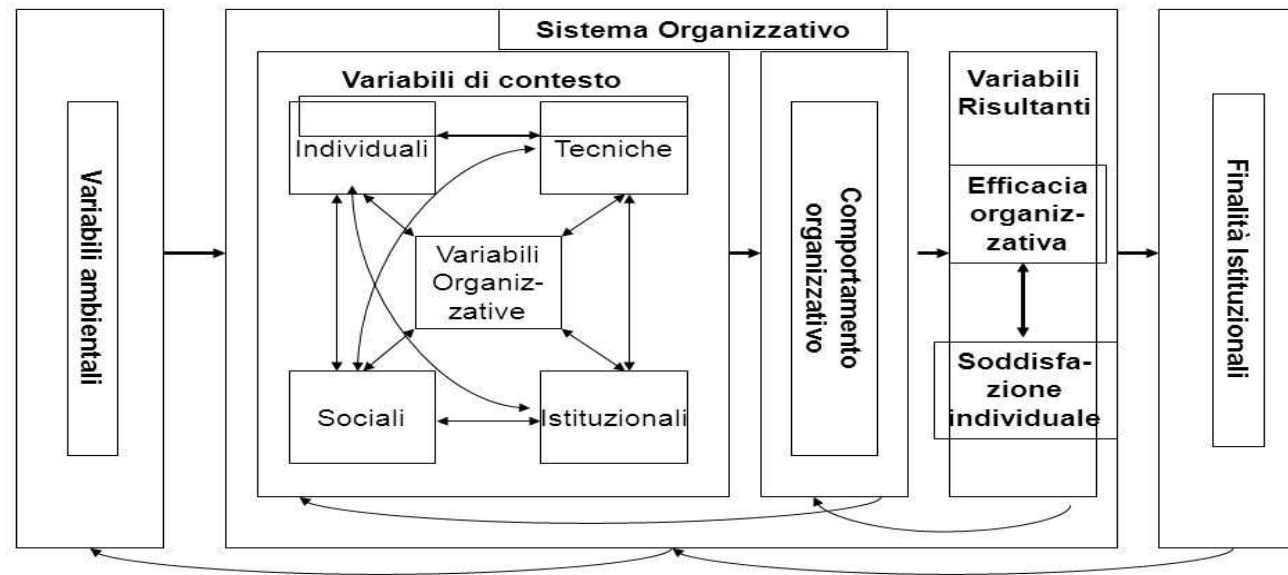 Sistema Organizzativo
Variabili ambientali
Variabili di contesto
Individuali
Tecniche
Variabili
Organiz-
zative
Sociali
Istituzionali
Comportamento
organizzativo
Variabili
Risultanti
Efficacia
organiz-
zativa
Soddisfa-
zione
individuale
Finalità Istituzionali